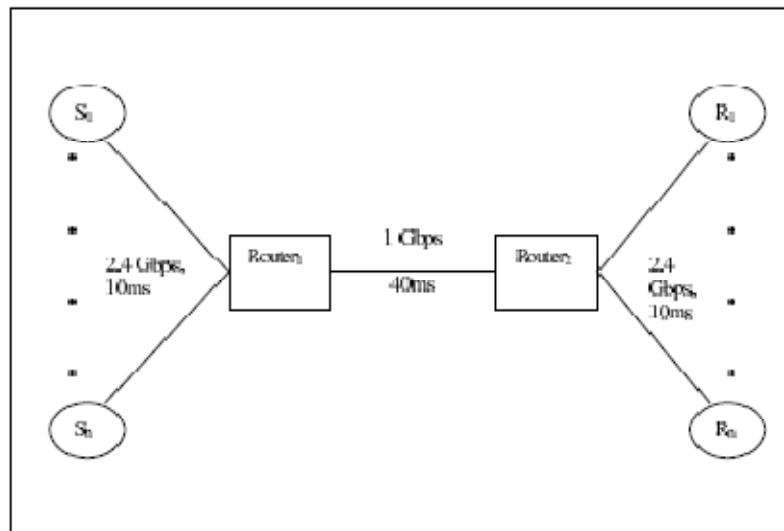 S₁
R₁
1 Gbps
Router₁
Router₂
2.4 Gbps,
10ms
40ms
2.4
Gbps,
10ms
Sₙ
Rₙ